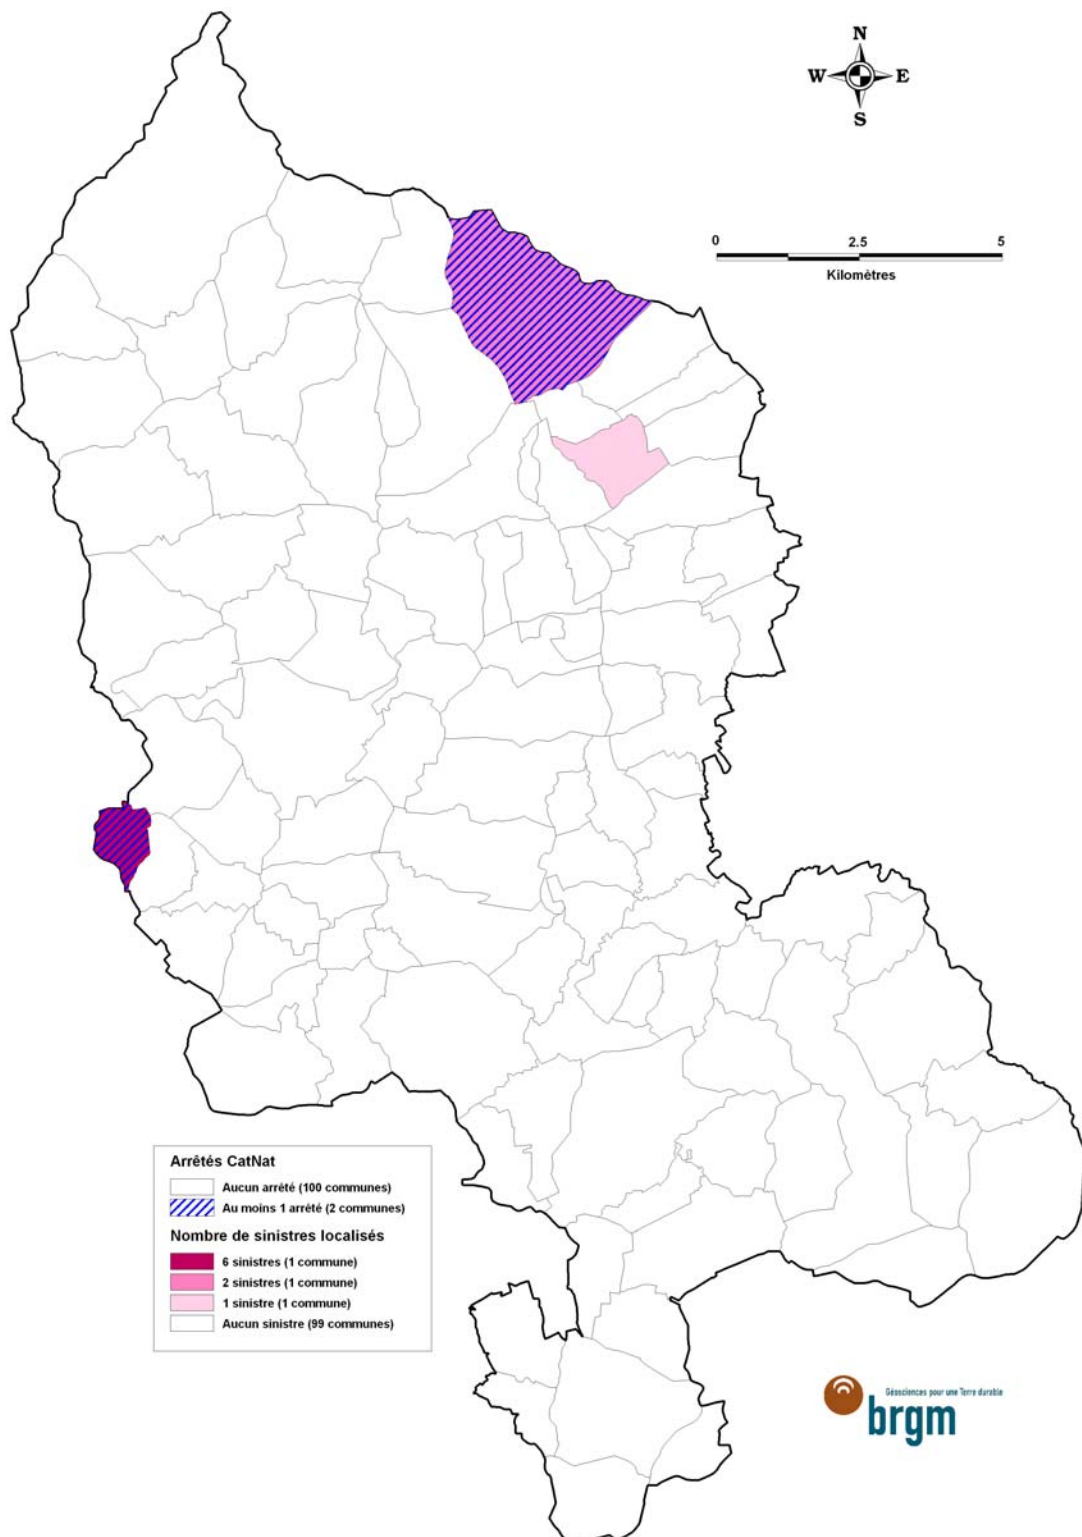 N
W E
S
0 2.5 5
Kilomètres
Arrêtés CatNat
Aucun arrêté (100 communes)
Au moins 1 arrêté (2 communes)
Nombre de sinistres localisés
6 sinistres (1 commune)
2 sinistres (1 commune)
1 sinistre (1 commune)
Aucun sinistre (99 communes)
Géosciences pour une Terre durable
brgm